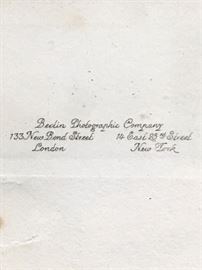 Berlin Photographic Company
133 New Bond Street 14 East 23rd Street
London New York